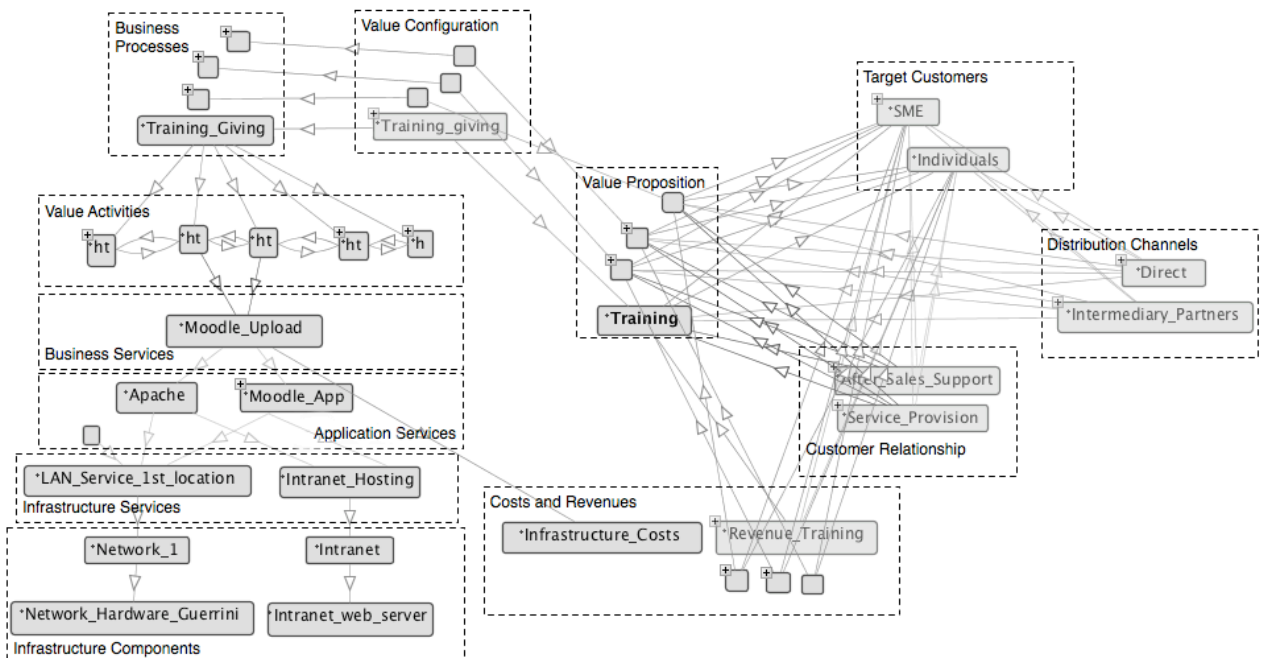 Business
Processes
Value Configuration
Training_Giving
Training_giving
Target Customers
SME
Individuals
Value Proposition
Training
Value Activities
ht
ht
ht
ht
h
Distribution Channels
Direct
Intermediary_Partners
Moodle_Upload
Business Services
Apache
Moodle_App
Application Services
After_Sales_Support
Service_Provision
Customer Relationship
LAN_Service_1st_location
Intranet_Hosting
Infrastructure Services
Costs and Revenues
Infrastructure_Costs
Revenue_Training
Network_1
Intranet
Network_Hardware_Guerrini
Intranet_web_server
Infrastructure Components